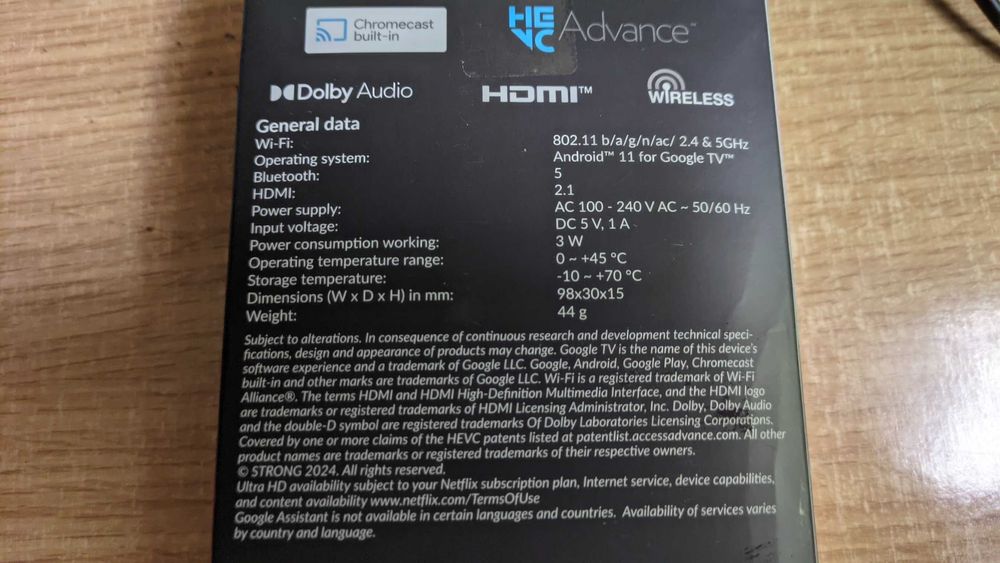 Chromecast
built-in
HEVC Advance™
Dolby Audio
HDMI™
WiRELESS
General data
Wi-Fi: 802.11 b/a/g/n/ac/ 2.4 & 5GHz
Operating system: Android™ 11 for Google TV™
Bluetooth: 5
HDMI: 2.1
Power supply: AC 100 - 240 V AC ~ 50/60 Hz
Input voltage: DC 5 V, 1 A
Power consumption working: 3 W
Operating temperature range: 0 ~ +45 °C
Storage temperature: -10 ~ +70 °C
Dimensions (W x D x H) in mm: 98x30x15
Weight: 44 g
Subject to alterations. In consequence of continuous research and development technical speci-
fications, design and appearance of products may change. Google TV is the name of this device's
software experience and a trademark of Google LLC. Google, Android, Google Play, Chromecast
built-in and other marks are trademarks of Google LLC. Wi-Fi is a registered trademark of Wi-Fi
Alliance®. The terms HDMI and HDMI High-Definition Multimedia Interface, and the HDMI logo
are trademarks or registered trademarks of HDMI Licensing Administrator, Inc. Dolby, Dolby Audio
and the double-D symbol are registered trademarks Of Dolby Laboratories Licensing Corporations.
Covered by one or more claims of the HEVC patents listed at patentlist.accessadvance.com. All other
product names are trademarks or registered trademarks of their respective owners.
© STRONG 2024. All rights reserved.
Ultra HD availability subject to your Netflix subscription plan, Internet service, device capabilities,
and content availability www.netflix.com/TermsOfUse
Google Assistant is not available in certain languages and countries. Availability of services varies
by country and language.